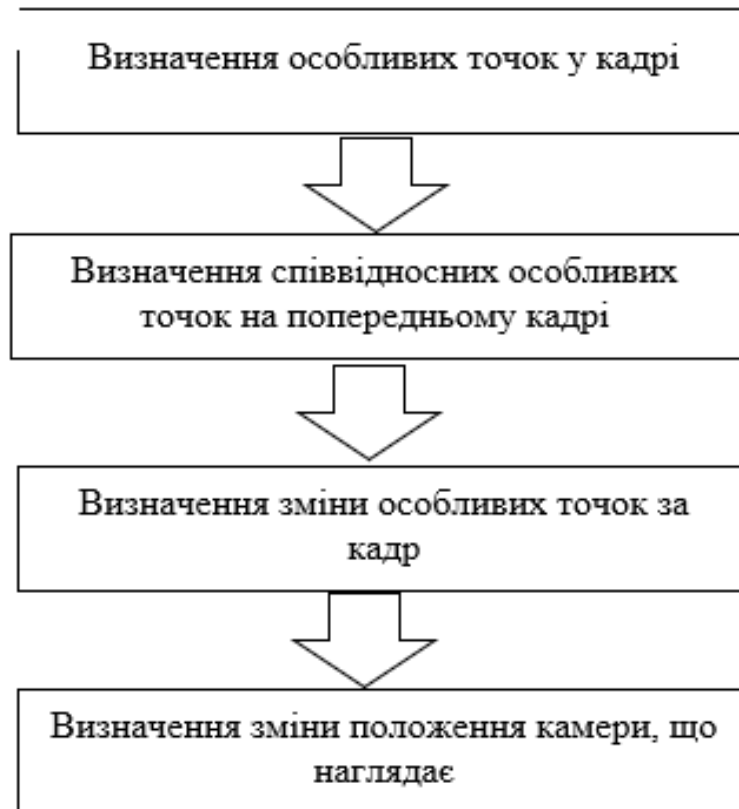 Визначення особливих точок у кадрі
Визначення співвідносних особливих
точок на попередньому кадрі
Визначення зміни особливих точок за
кадр
Визначення зміни положення камери, що
наглядає